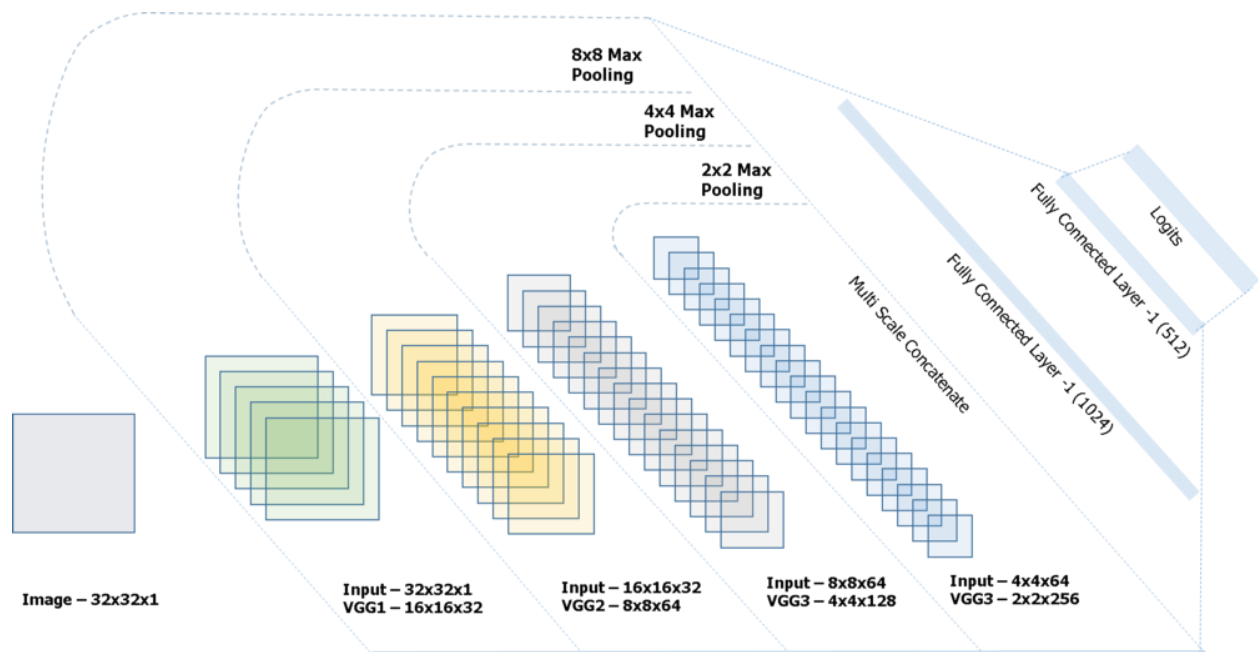 8x8 Max
Pooling
4x4 Max
Pooling
2x2 Max
Pooling
Logits
Fully Connected Layer -1 (512)
Fully Connected Layer -1 (1024)
Multi Scale Concatenate
Image – 32x32x1
Input – 32x32x1
VGG1 – 16x16x32
Input – 16x16x32
VGG2 – 8x8x64
Input – 8x8x64
VGG3 – 4x4x128
Input – 4x4x64
VGG3 – 2x2x256